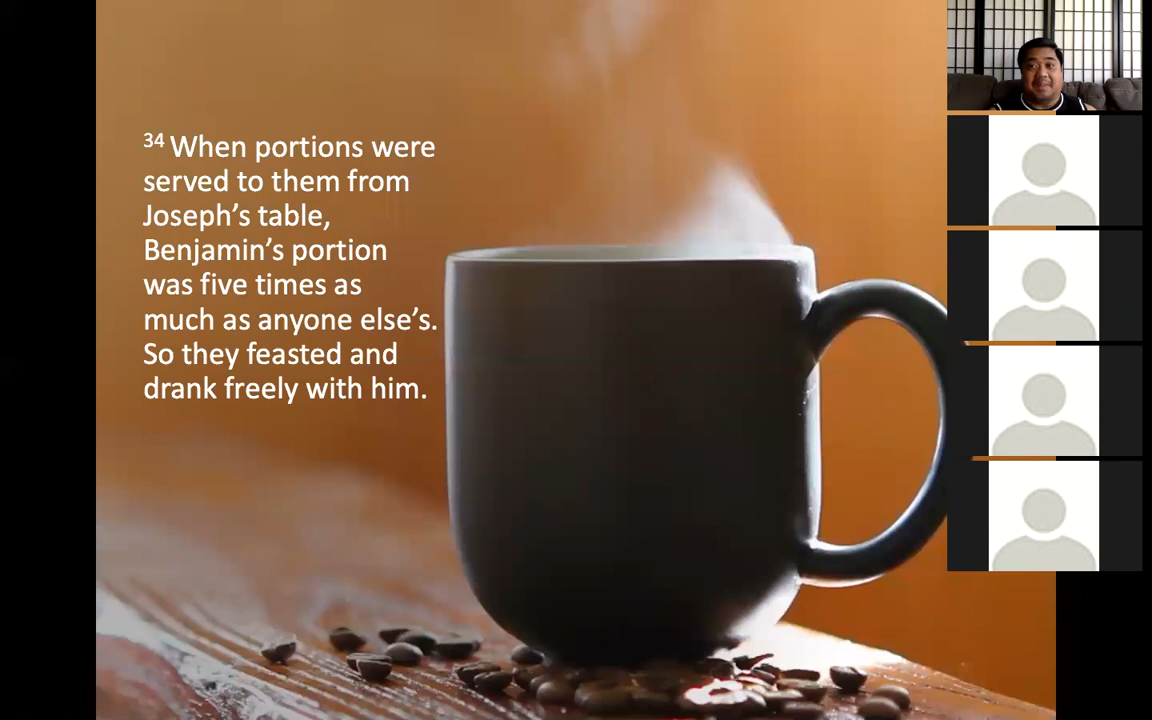 34 When portions were
served to them from
Joseph’s table,
Benjamin’s portion
was five times as
much as anyone else’s.
So they feasted and
drank freely with him.